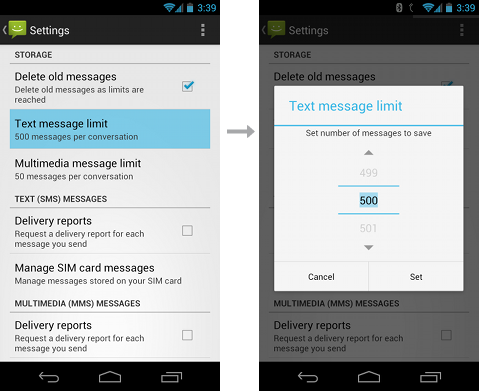 3:39
Settings
STORAGE
Delete old messages
Delete old messages as limits are
reached
Text message limit
500 messages per conversation
Multimedia message limit
50 messages per conversation
TEXT (SMS) MESSAGES
Delivery reports
Request a delivery report for each
message you send
Manage SIM card messages
Manage messages stored on your SIM card
MULTIMEDIA (MMS) MESSAGES
Delivery reports
Request a delivery report for each
message you send
3:39
Settings
STORAGE
Delete old messages
Text message limit
Set number of messages to save
499
500
501
Cancel
Set
MULTIMEDIA (MMS) MESSAGES
Delivery reports
Request a delivery report for each
message you send